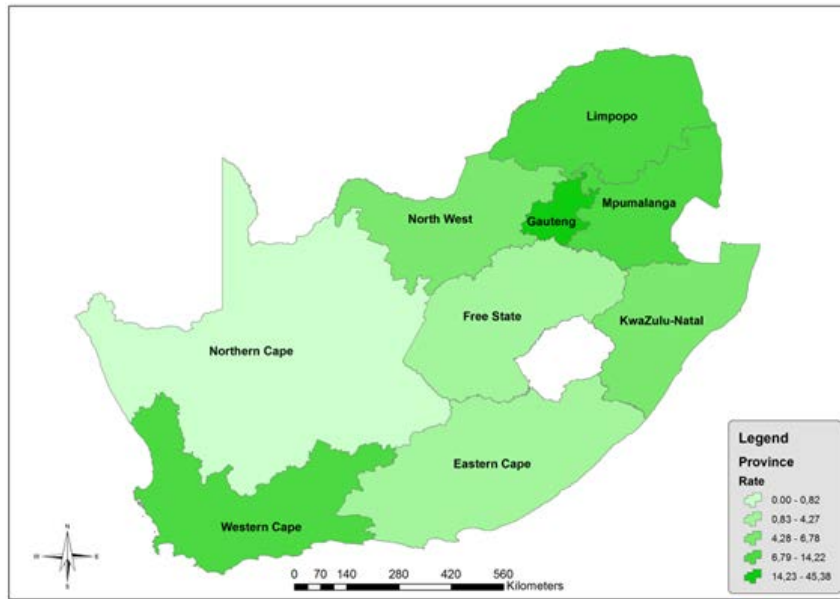 Limpopo
Mpumalanga
Gauteng
North West
Free State
KwaZulu-Natal
Northern Cape
Eastern Cape
Western Cape
N
W E
S
0 70 140 280 420 560
Kilometers
Legend
Province
Rate
0.00 - 0,82
0,83 - 4,27
4,28 - 6,78
6,79 - 14,22
14,23 - 45,38